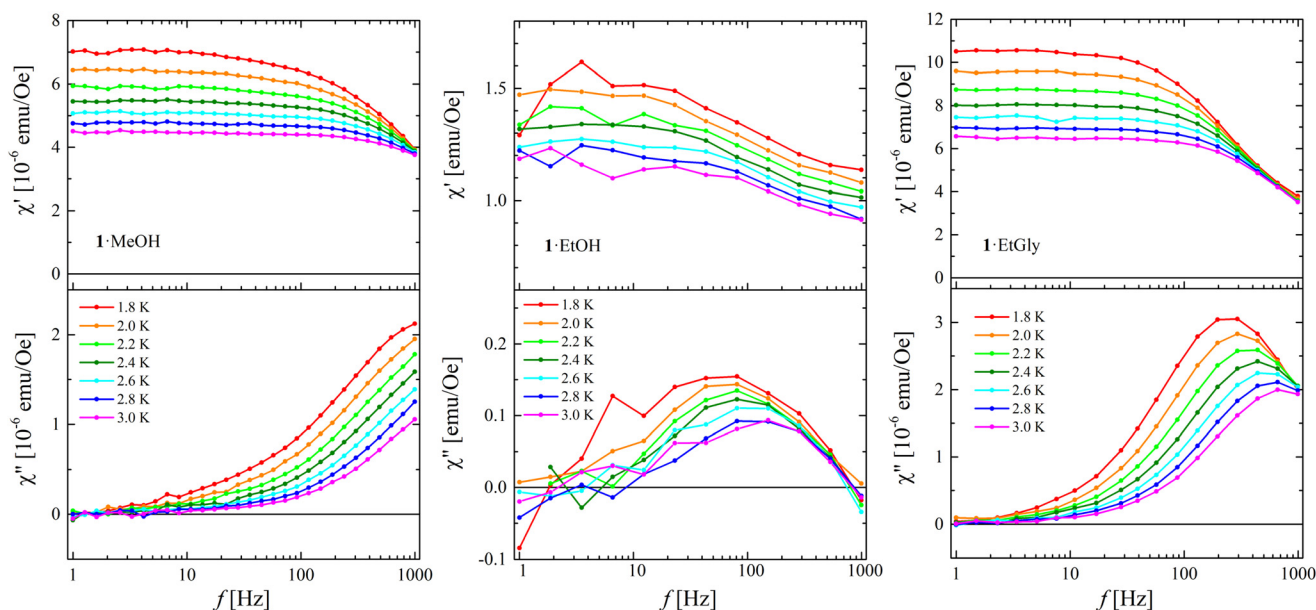 χ' [10⁻⁶ emu/Oe]
8
6
4
2
0
1·MeOH
χ'' [10⁻⁶ emu/Oe]
2
1
0
1.8 K
2.0 K
2.2 K
2.4 K
2.6 K
2.8 K
3.0 K
1 10 100 1000
f [Hz]
χ' [emu/Oe]
1.5
1.0
1·EtOH
χ'' [emu/Oe]
0.2
0.1
0.0
-0.1
1.8 K
2.0 K
2.2 K
2.4 K
2.6 K
2.8 K
3.0 K
1 10 100 1000
f [Hz]
χ' [10⁻⁶ emu/Oe]
12
10
8
6
4
2
0
1·EtGly
χ'' [10⁻⁶ emu/Oe]
3
2
1
0
1.8 K
2.0 K
2.2 K
2.4 K
2.6 K
2.8 K
3.0 K
1 10 100 1000
f [Hz]